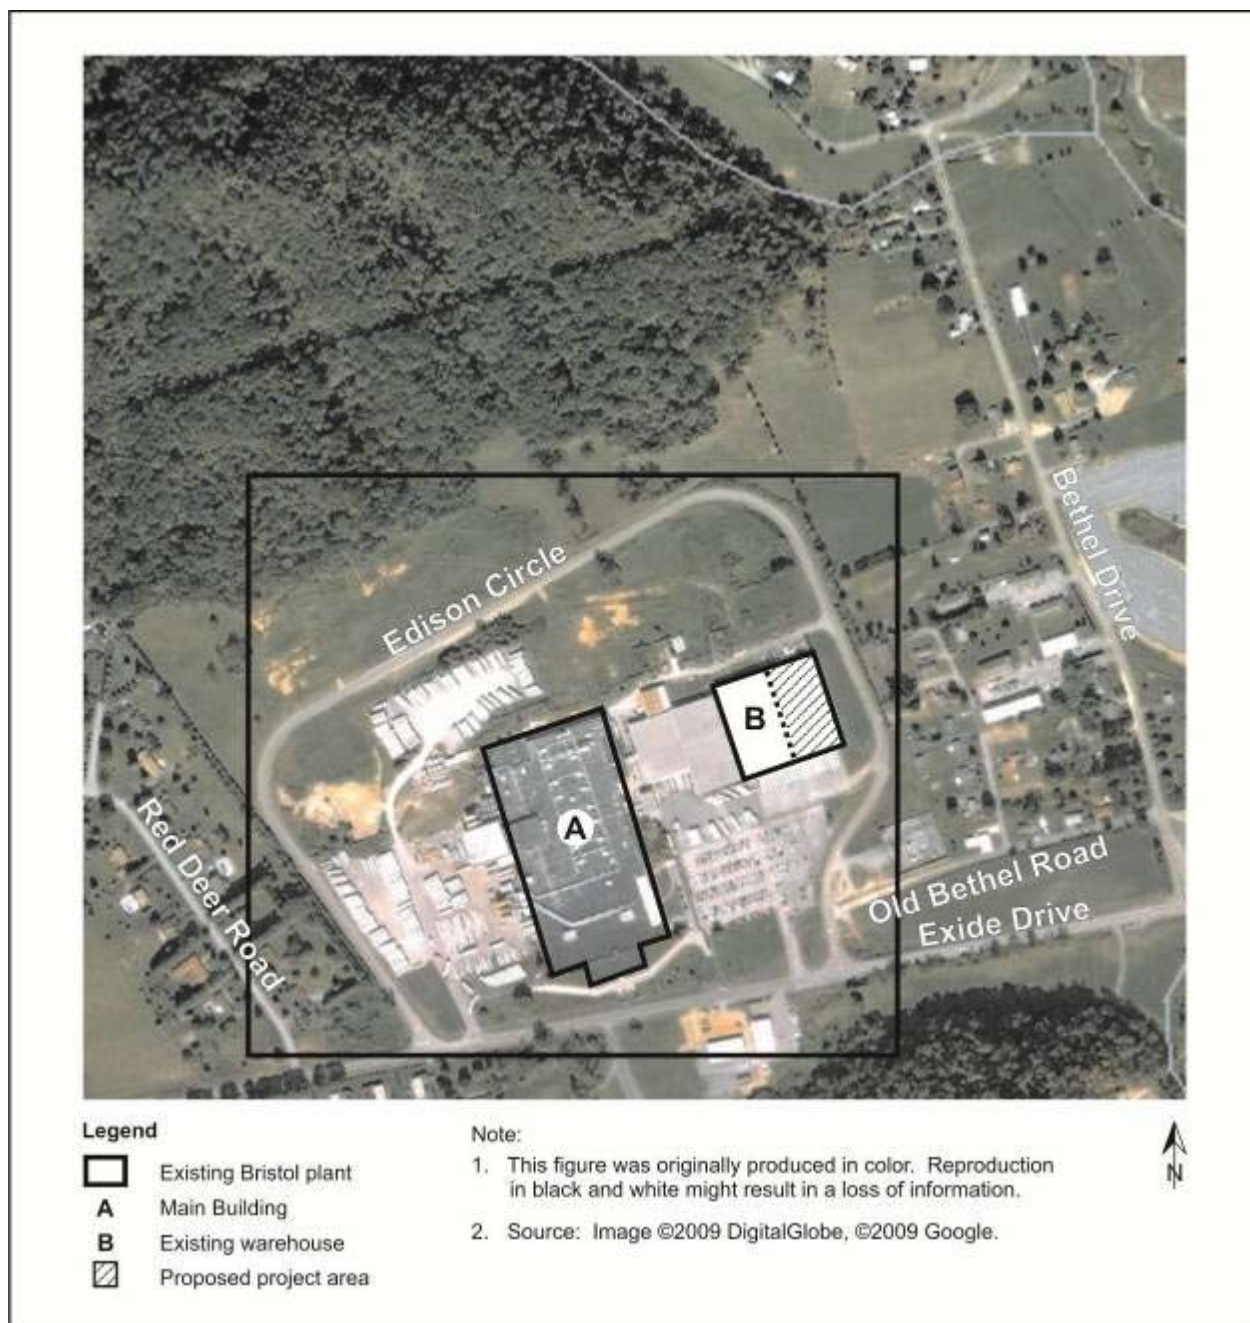 Edison Circle
Bethel Drive
B
A
Red Deer Road
Old Bethel Road
Exide Drive
Legend
Existing Bristol plant
A Main Building
B Existing warehouse
Proposed project area
Note:
1. This figure was originally produced in color. Reproduction
in black and white might result in a loss of information.
2. Source: Image ©2009 DigitalGlobe, ©2009 Google.
N